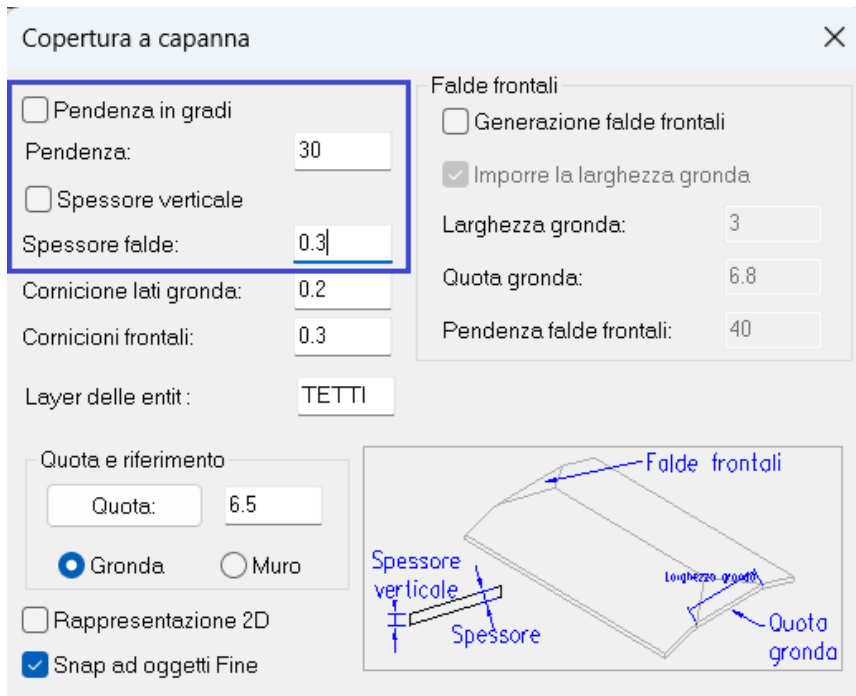 Copertura a capanna
Pendenza in gradi
Pendenza: 30
Spessore verticale
Spessore falde: 0.3
Cornicione lati gronda: 0.2
Cornicioni frontali: 0.3
Layer delle entit : TETTI
Falde frontali
Generazione falde frontali
Imporre la larghezza gronda
Larghezza gronda: 3
Quota gronda: 6.8
Pendenza falde frontali: 40
Quota e riferimento
Quota: 6.5
Gronda Muro
Rappresentazione 2D
Snap ad oggetti Fine
Falde frontali
Spessore
verticale
Spessore
Larghezza gronda
Quota
gronda